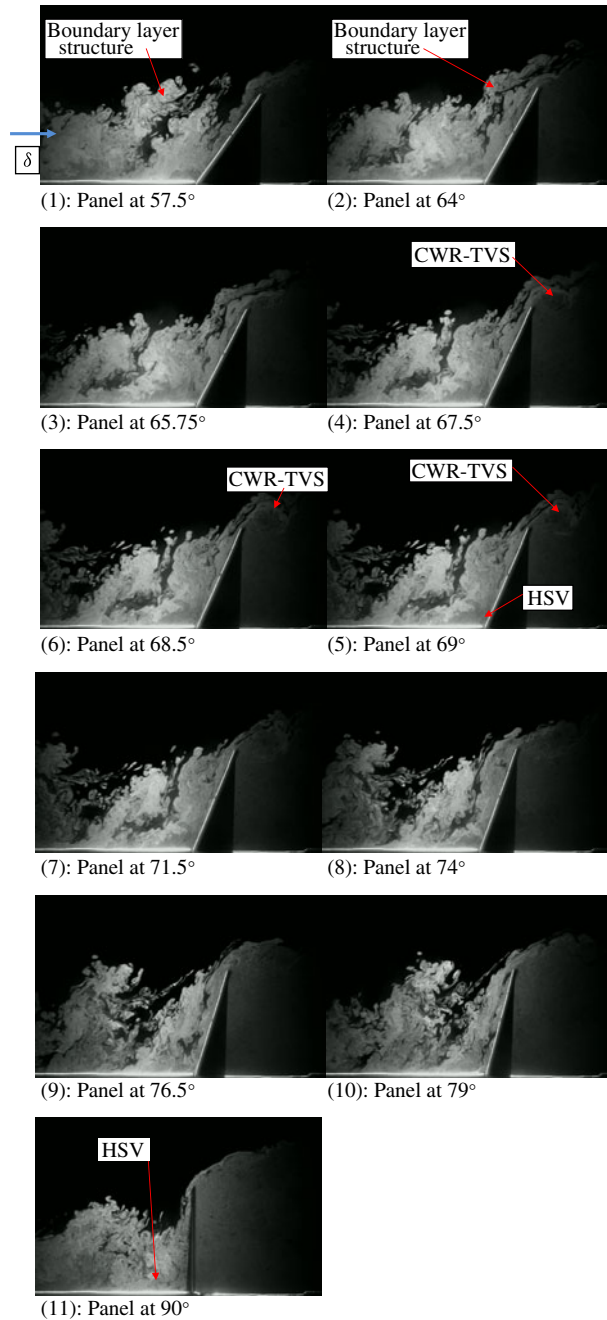 Boundary layer
structure
Boundary layer
structure
δ
(1): Panel at 57.5°
(2): Panel at 64°
CWR-TVS
(3): Panel at 65.75°
(4): Panel at 67.5°
CWR-TVS
CWR-TVS
HSV
(6): Panel at 68.5°
(5): Panel at 69°
(7): Panel at 71.5°
(8): Panel at 74°
(9): Panel at 76.5°
(10): Panel at 79°
HSV
(11): Panel at 90°